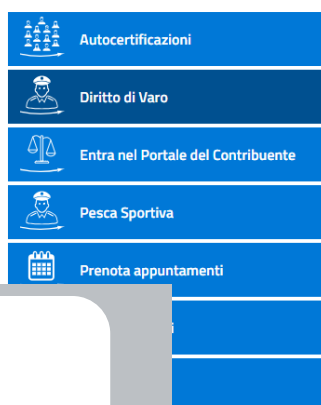 Autocertificazioni
Diritto di Varo
Entra nel Portale del Contribuente
Pesca Sportiva
Prenota appuntamenti